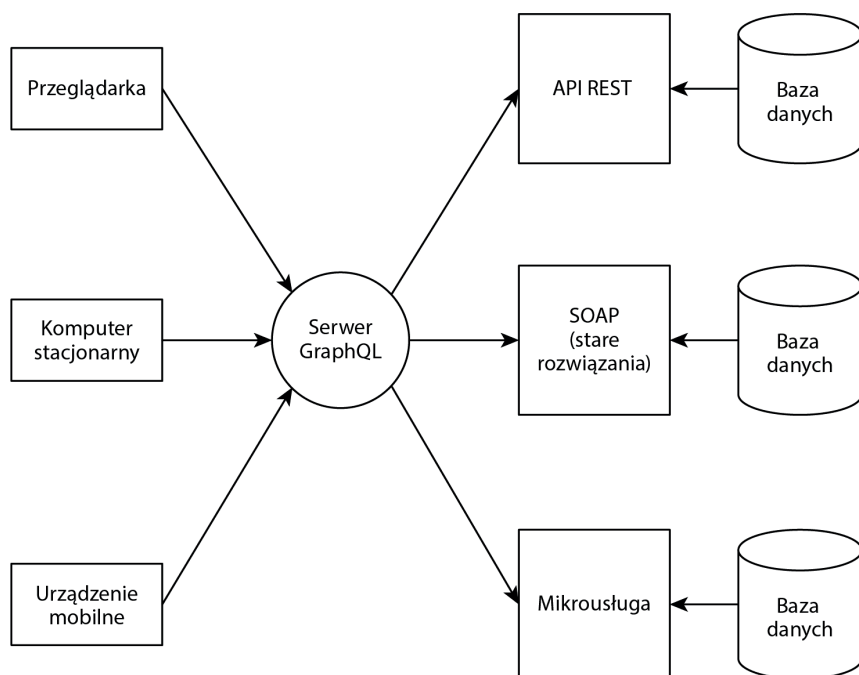 Przeglądarka
API REST
Baza
danych
Komputer
stacjonarny
Serwer
GraphQL
SOAP
(stare
rozwiązania)
Baza
danych
Urządzenie
mobilne
Mikrousługa
Baza
danych